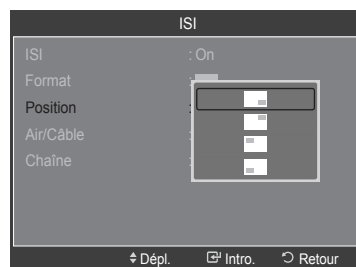 ISI
ISI : On
Format :
Position :
Air/Câble :
Chaîne :
Dépl. Intro. Retour